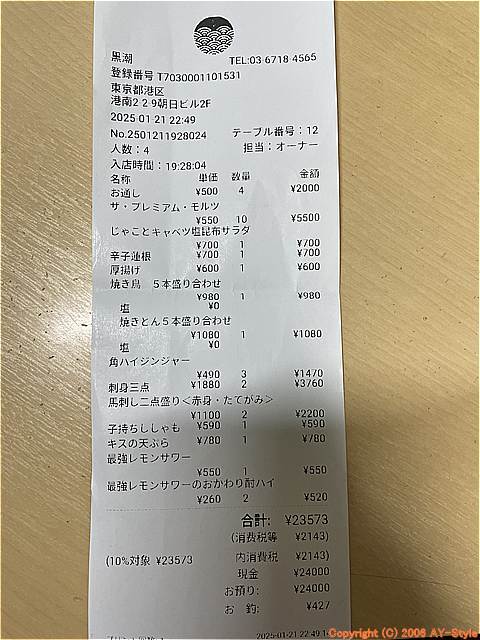 黒潮
TEL:03-6718-4565
登録番号 T7030001101531
東京都港区
港南2-2-9朝日ビル2F
2025-01-21 22:49
No.2501211928024 テーブル番号：12
人数：4 担当：オーナー
入店時間：19:28:04
名称 単価 数量 金額
お通し ¥500 4 ¥2000
ザ・プレミアム・モルツ
¥550 10 ¥5500
じゃことキャベツ塩昆布サラダ
¥700 1 ¥700
辛子蓮根 ¥700 1 ¥700
厚揚げ ¥600 1 ¥600
焼き鳥 5本盛り合わせ
¥980 1 ¥980
塩 ¥0
焼きとん5本盛り合わせ
¥1080 1 ¥1080
塩 ¥0
角ハイジンジャー
¥490 3 ¥1470
刺身三点 ¥1880 2 ¥3760
馬刺し二点盛り＜赤身・たてがみ＞
¥1100 2 ¥2200
子持ちししゃも ¥590 1 ¥590
キスの天ぷら ¥780 1 ¥780
最強レモンサワー
¥550 1 ¥550
最強レモンサワーのおかわり酎ハイ
¥260 2 ¥520
合計: ¥23573
(消費税等 ¥2143)
(10%対象 ¥23573 内消費税 ¥2143)
現金 ¥24000
お預り: ¥24000
お 釣: ¥427
2025-01-21 22:49
Copyright (C) 2006 AY-Style